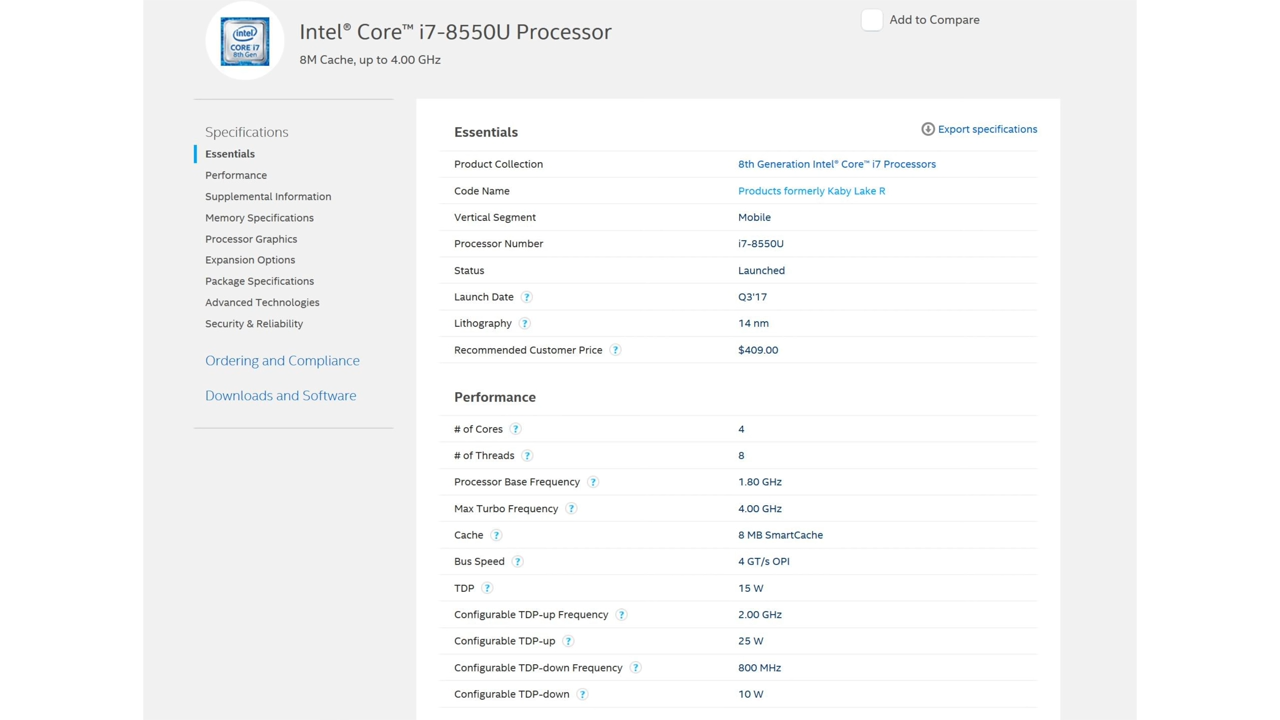 intel
CORE i7
8th Gen
Intel® Core™ i7-8550U Processor
8M Cache, up to 4.00 GHz
Add to Compare
Specifications
Essentials
Performance
Supplemental Information
Memory Specifications
Processor Graphics
Expansion Options
Package Specifications
Advanced Technologies
Security & Reliability
Ordering and Compliance
Downloads and Software
Essentials
Export specifications
Product Collection 8th Generation Intel® Core™ i7 Processors
Code Name Products formerly Kaby Lake R
Vertical Segment Mobile
Processor Number i7-8550U
Status Launched
Launch Date ? Q3'17
Lithography ? 14 nm
Recommended Customer Price ? $409.00
Performance
# of Cores ? 4
# of Threads ? 8
Processor Base Frequency ? 1.80 GHz
Max Turbo Frequency ? 4.00 GHz
Cache ? 8 MB SmartCache
Bus Speed ? 4 GT/s OPI
TDP ? 15 W
Configurable TDP-up Frequency ? 2.00 GHz
Configurable TDP-up ? 25 W
Configurable TDP-down Frequency ? 800 MHz
Configurable TDP-down ? 10 W